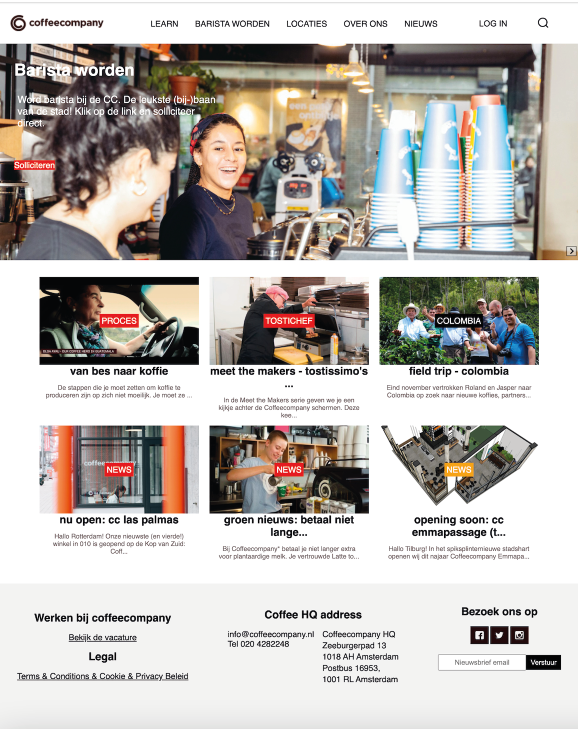 coffeecompany
LEARN BARISTA WORDEN LOCATIES OVER ONS NIEUWS LOG IN
Barista worden
Word barista bij de CC. De leukste (bij-)baan
van de stad! Klik op de link en solliciteer
direct.
Solliciteren
PROCES
van bes naar koffie
De stappen die je moet zetten om koffie te
produceren zijn op zich niet moeilijk. Je moet ze ...
TOSTICHEF
meet the makers - tostissimo's
...
In de Meet the Makers serie geven we je een
kijkje achter de Coffeecompany schermen. Deze
kee...
COLOMBIA
field trip - colombia
Eind november vertrokken Roland en Jasper naar
Colombia op zoek naar nieuwe koffies, partners...
coffee
NEWS
nu open: cc las palmas
Hallo Rotterdam! Onze nieuwste (en vierde!)
winkel in 010 is geopend op de Kop van Zuid:
Coff...
NEWS
groen nieuws: betaal niet
lange...
Bij Coffeecompany* betaal je niet langer extra
voor plantaardige melk. Je vertrouwde Latte to...
NEWS
opening soon: cc
emmapassage (t...
Hallo Tilburg! In het spiksplinternieuwe stadshart
openen wij dit najaar Coffeecompany Emmapa...
Werken bij coffeecompany
Bekijk de vacature
Legal
Terms & Conditions & Cookie & Privacy Beleid
Coffee HQ address
info@coffeecompany.nl
Tel 020 4282248
Coffeecompany HQ
Zeeburgerpad 13
1018 AH Amsterdam
Postbus 16953,
1001 RL Amsterdam
Bezoek ons op
Nieuwsbrief email Verstuur